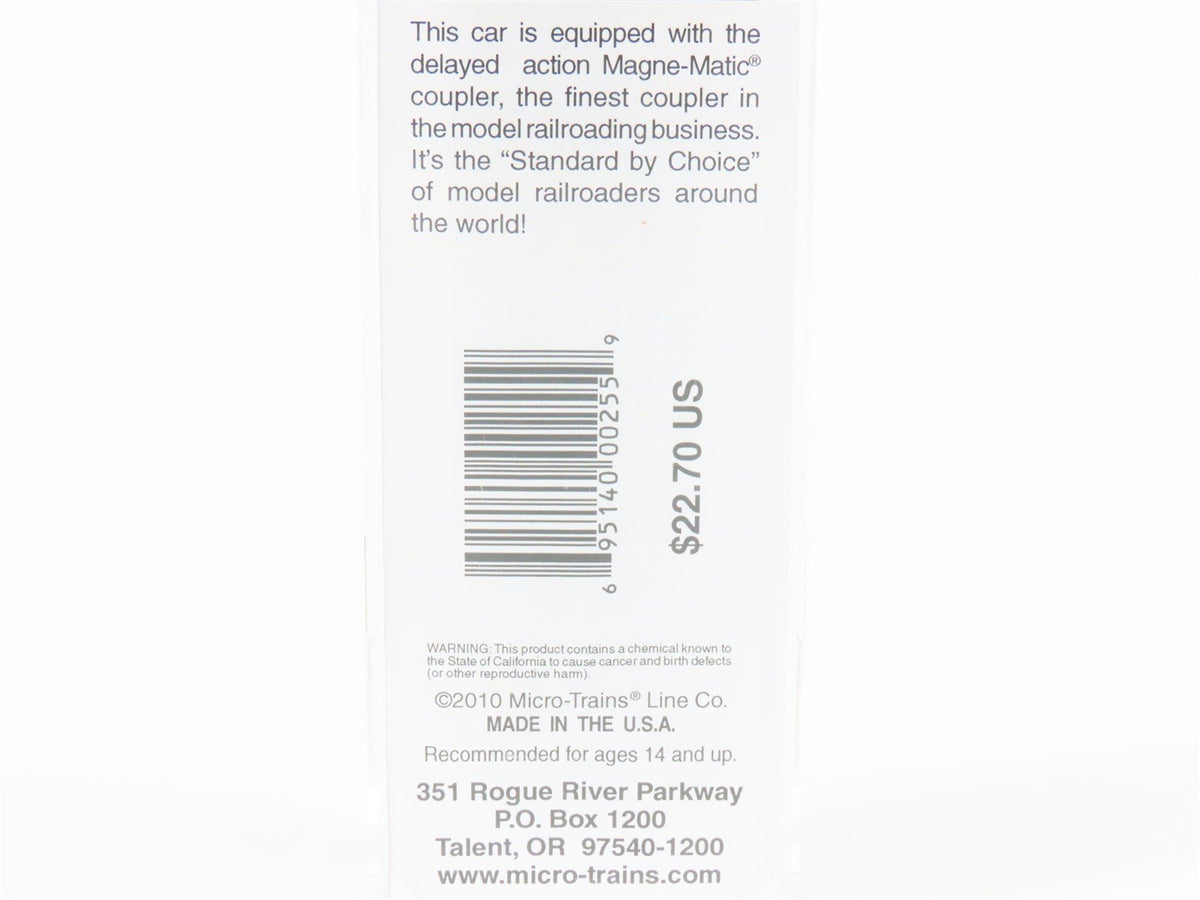 This car is equipped with the
delayed action Magne-Matic®
coupler, the finest coupler in
the model railroading business.
It's the “Standard by Choice”
of model railroaders around
the world!
6 95140 00255 9
$22.70 US
WARNING: This product contains a chemical known to
the State of California to cause cancer and birth defects
(or other reproductive harm).
©2010 Micro-Trains® Line Co.
MADE IN THE U.S.A.
Recommended for ages 14 and up.
351 Rogue River Parkway
P.O. Box 1200
Talent, OR 97540-1200
www.micro-trains.com